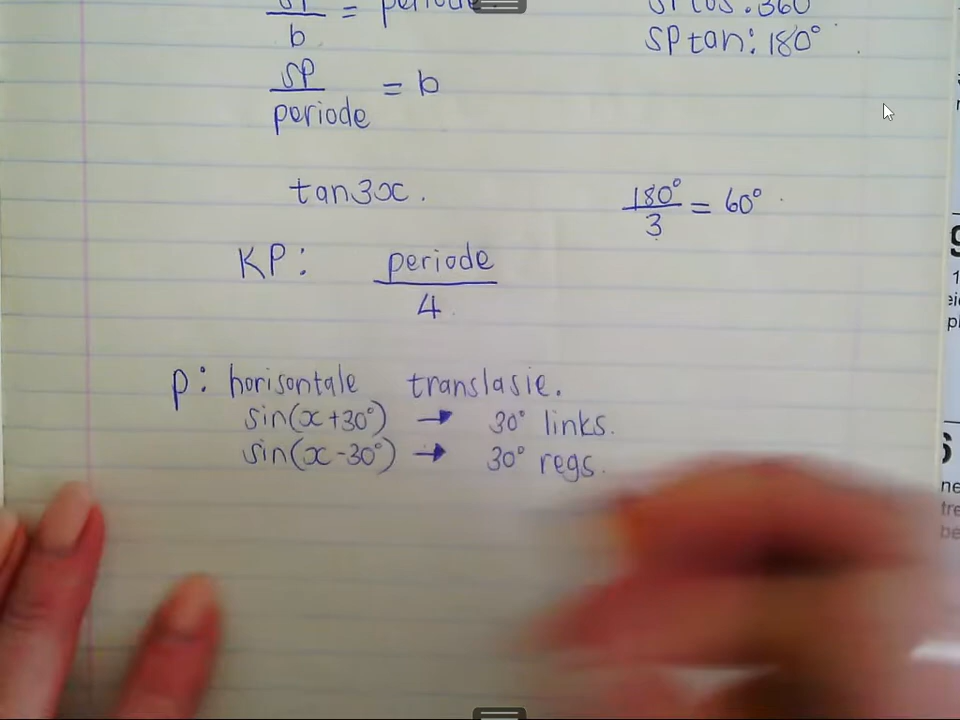 = periode
b
SP tan: 180°
SP
periode = b
tan3x.
180°
3 = 60°
KP: periode
4
p: horisontale translasie.
sin(x+30°) → 30° links.
sin(x-30°) → 30° regs.